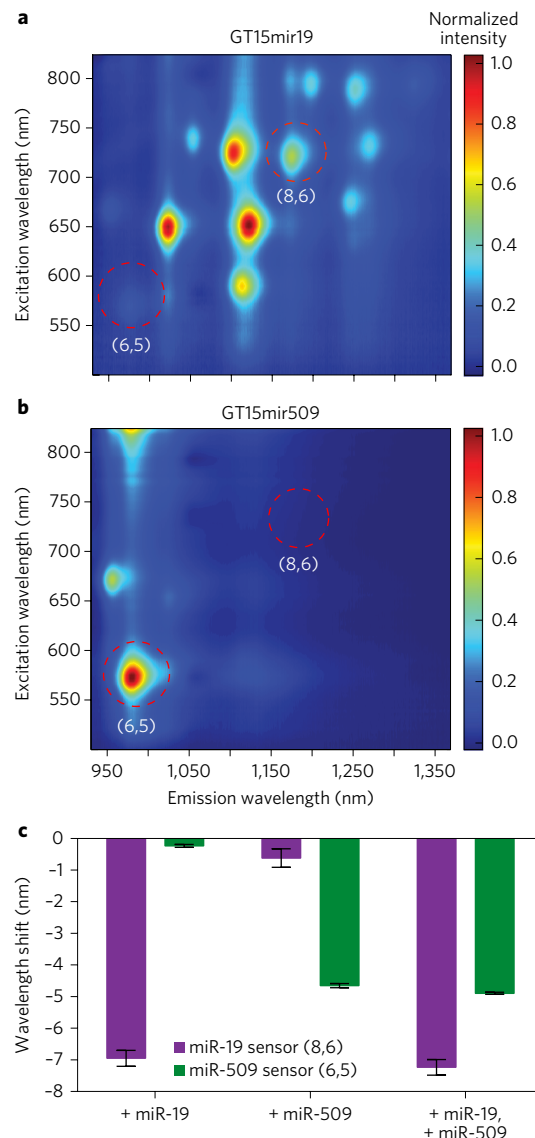 a
GT15mir19
Normalized
intensity
Excitation wavelength (nm)
800
750
700
650
600
550
(8,6)
(6,5)
1.0
0.8
0.6
0.4
0.2
0.0
b
GT15mir509
Excitation wavelength (nm)
800
750
700
650
600
550
(8,6)
(6,5)
1.0
0.8
0.6
0.4
0.2
0.0
950 1,050 1,150 1,250 1,350
Emission wavelength (nm)
c
Wavelength shift (nm)
0
-1
-2
-3
-4
-5
-6
-7
-8
miR-19 sensor (8,6)
miR-509 sensor (6,5)
+ miR-19 + miR-509 + miR-19,
+ miR-509